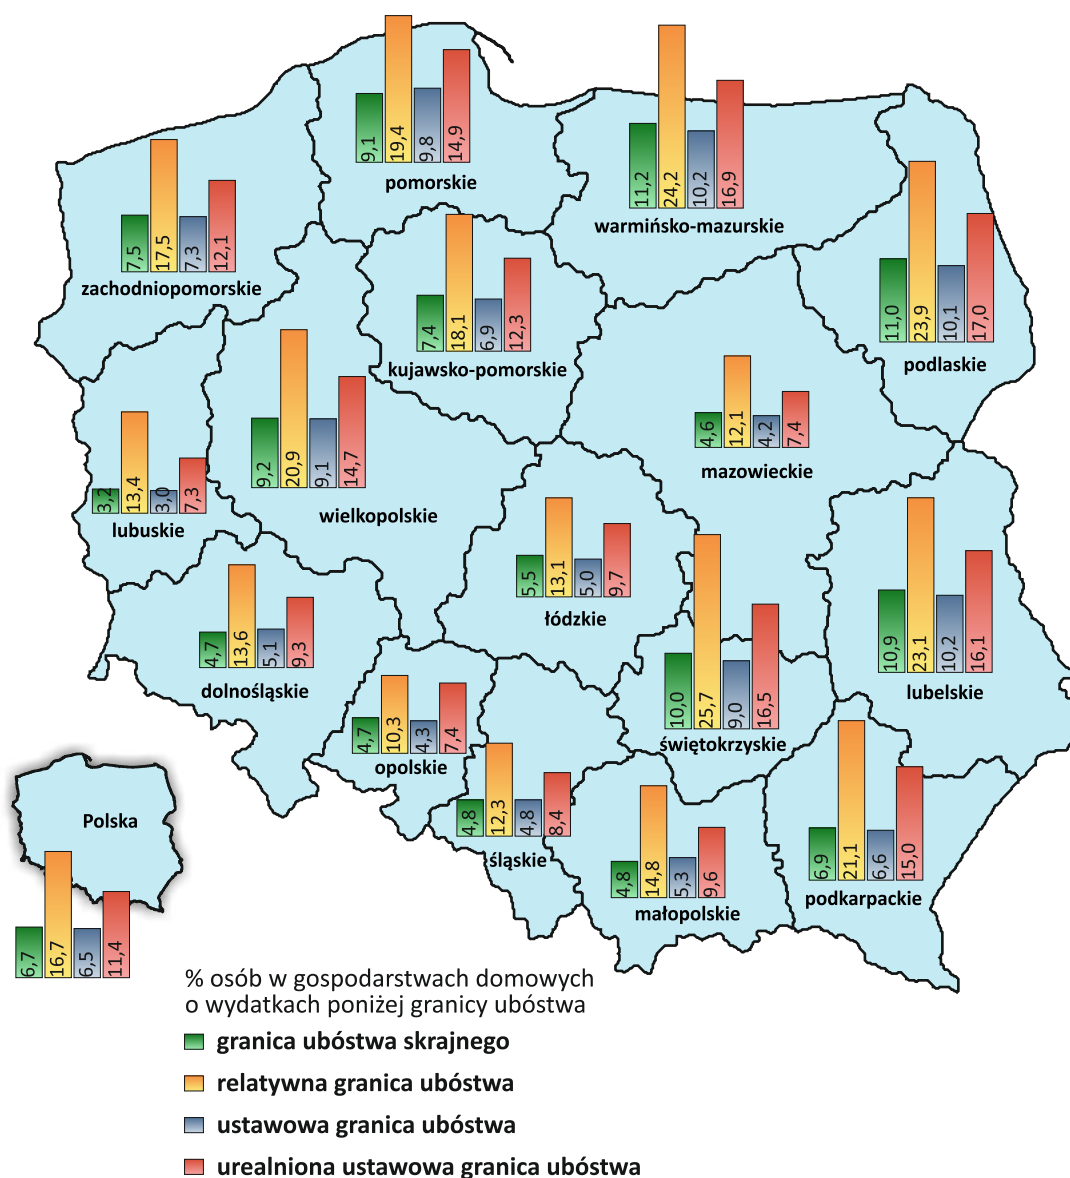 9,1
19,4
9,8
14,9
pomorskie
11,2
24,2
10,2
16,9
warmińsko-mazurskie
7,5
17,5
7,3
12,1
zachodniopomorskie
7,4
18,1
6,9
12,3
kujawsko-pomorskie
11,0
23,9
10,1
17,0
podlaskie
4,6
12,1
4,2
7,4
mazowieckie
9,2
20,9
9,1
14,7
wielkopolskie
3,2
13,4
3,0
7,3
lubuskie
5,5
13,1
5,0
9,7
łódzkie
4,7
13,6
5,1
9,3
dolnośląskie
10,9
23,1
10,2
16,1
lubelskie
10,0
25,7
9,0
16,5
świętokrzyskie
4,7
10,3
4,3
7,4
opolskie
4,8
12,3
4,8
8,4
śląskie
4,8
14,8
5,3
9,6
małopolskie
6,9
21,1
6,6
15,0
podkarpackie
Polska
6,7
16,7
6,5
11,4
% osób w gospodarstwach domowych
o wydatkach poniżej granicy ubóstwa
granica ubóstwa skrajnego
relatywna granica ubóstwa
ustawowa granica ubóstwa
urealniona ustawowa granica ubóstwa